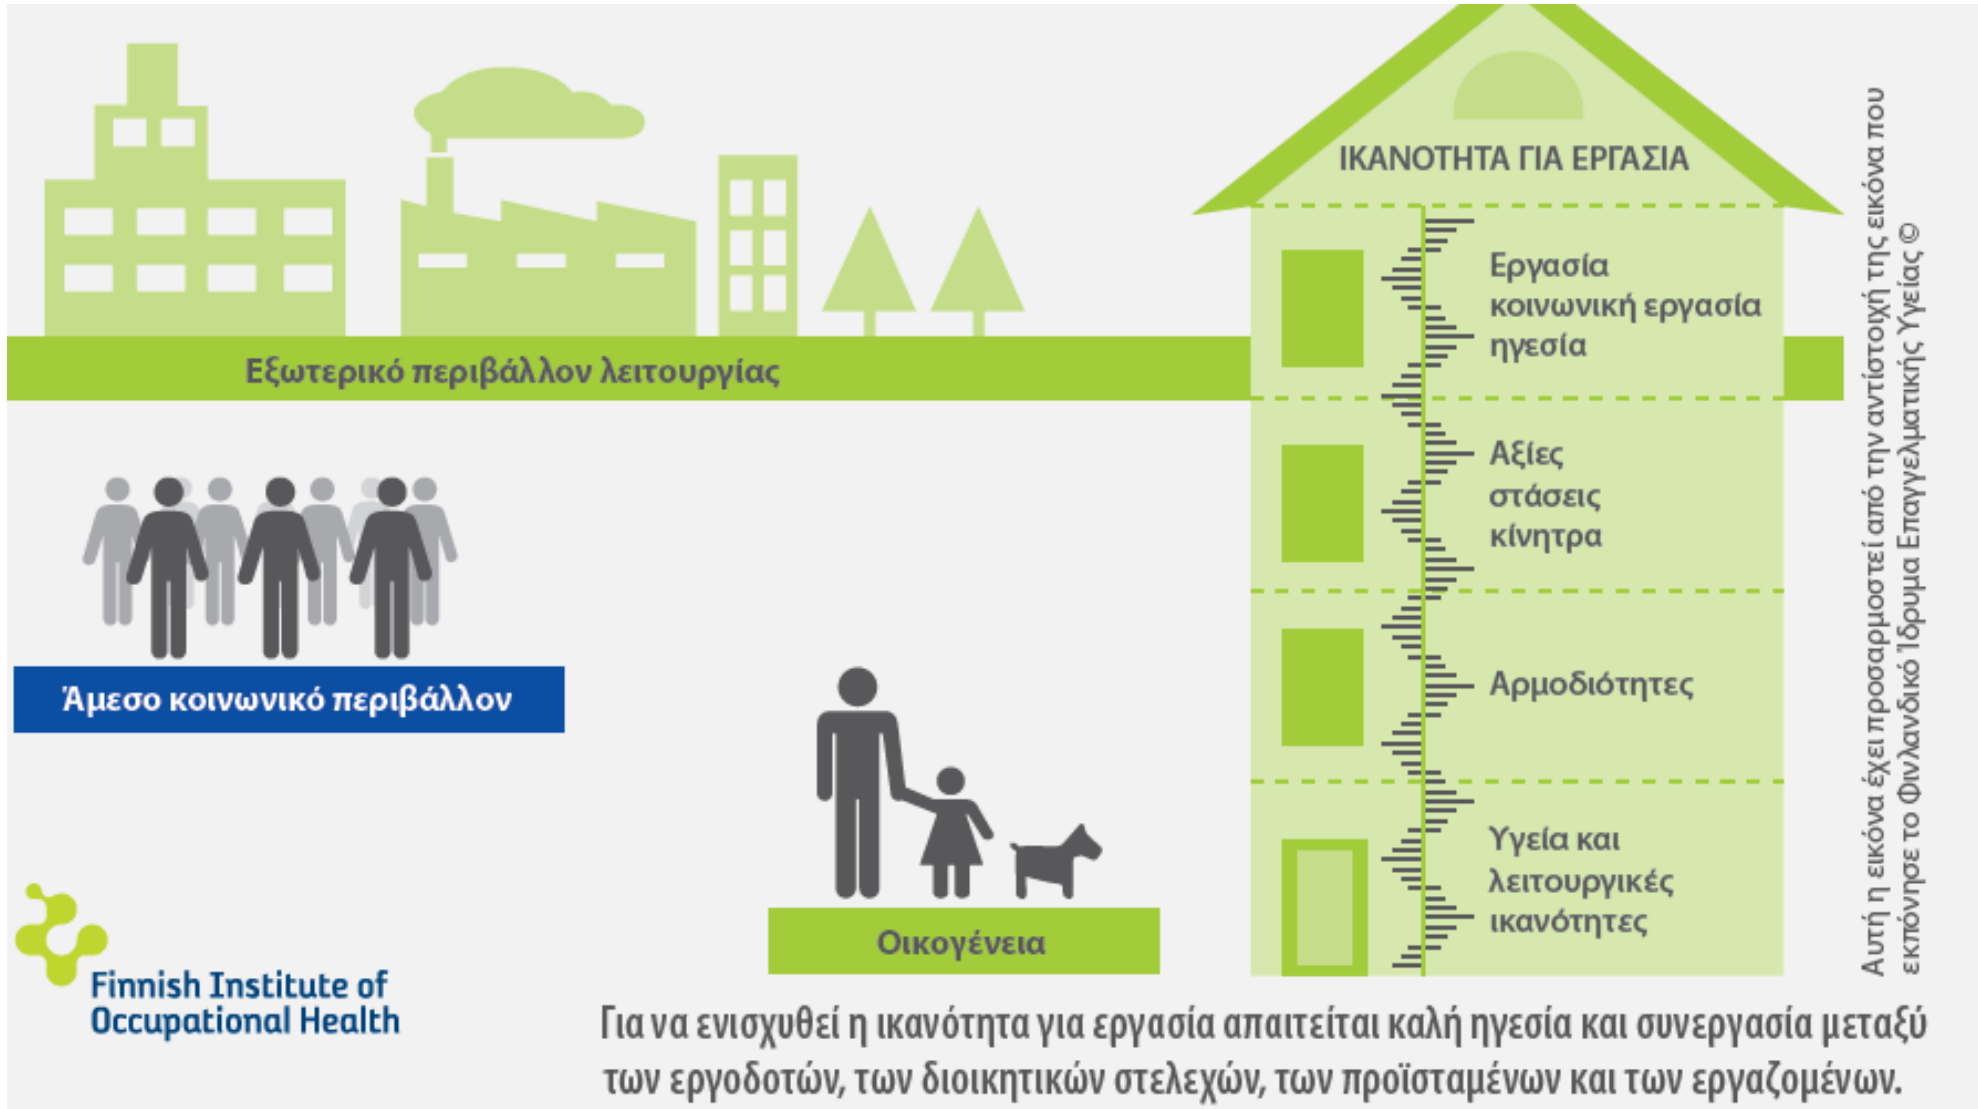 ΙΚΑΝΟΤΗΤΑ ΓΙΑ ΕΡΓΑΣΙΑ
Εργασία
κοινωνική εργασία
ηγεσία
Εξωτερικό περιβάλλον λειτουργίας
Αξίες
στάσεις
κίνητρα
Αρμοδιότητες
Άμεσο κοινωνικό περιβάλλον
Υγεία και
λειτουργικές
ικανότητες
Οικογένεια
Finnish Institute of
Occupational Health
Για να ενισχυθεί η ικανότητα για εργασία απαιτείται καλή ηγεσία και συνεργασία μεταξύ
των εργοδοτών, των διοικητικών στελεχών, των προϊσταμένων και των εργαζομένων.
Αυτή η εικόνα έχει προσαρμοστεί από την αντίστοιχή της εικόνα που
εκπόνησε το Φινλανδικό Ίδρυμα Επαγγελματικής Υγείας ©